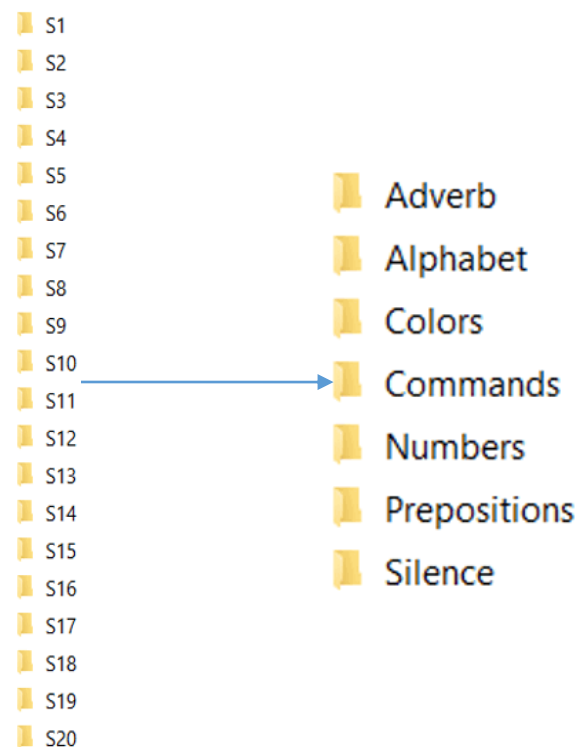 S1
S2
S3
S4
S5
S6
S7
S8
S9
S10
S11
S12
S13
S14
S15
S16
S17
S18
S19
S20
Adverb
Alphabet
Colors
Commands
Numbers
Prepositions
Silence